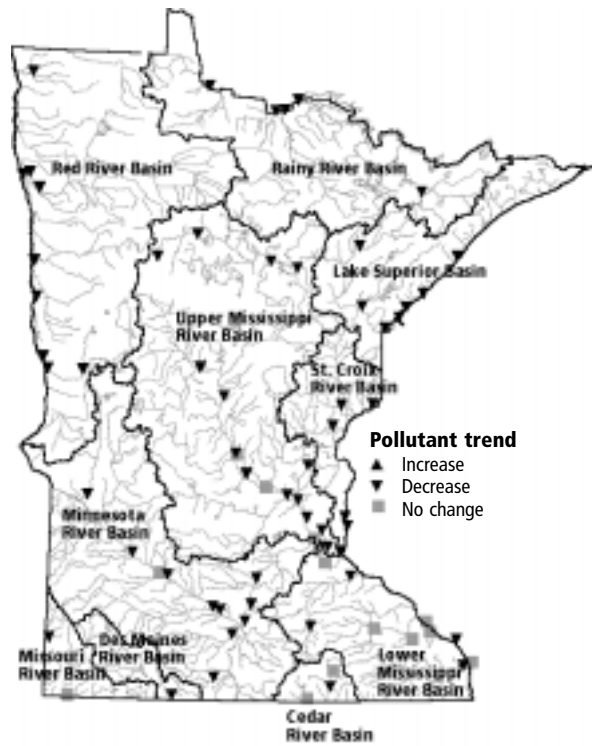 Red River Basin
Rainy River Basin
Lake Superior Basin
Upper Mississippi
River Basin
St. Croix
River Basin
Pollutant trend
Increase
Decrease
No change
Minnesota
River Basin
Des Moines
River Basin
Missouri
River Basin
Lower
Mississippi
River Basin
Cedar
River Basin